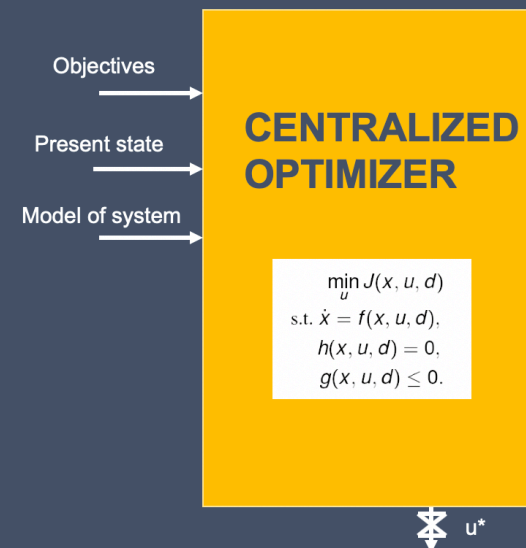 Objectives
Present state
Model of system
CENTRALIZED
OPTIMIZER
min J(x, u, d)
u
s.t. ẋ = f(x, u, d),
h(x, u, d) = 0,
g(x, u, d) ≤ 0.
u*